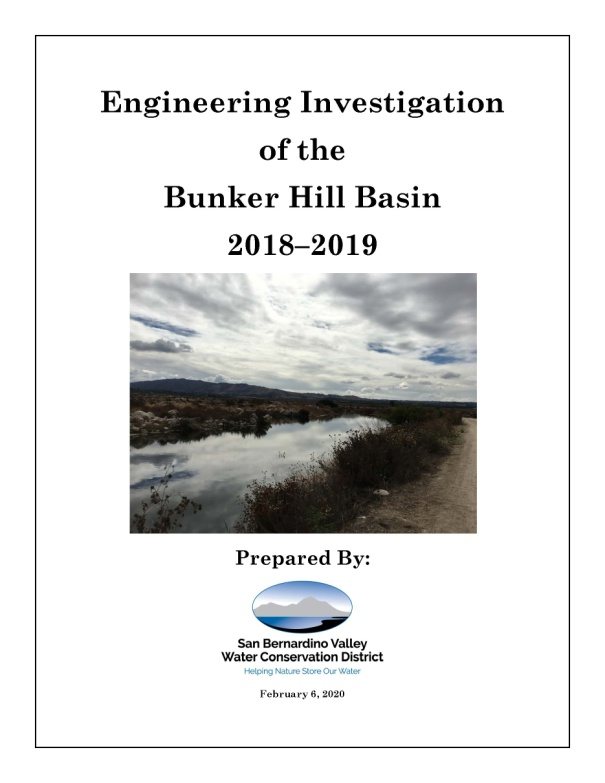 Engineering Investigation
of the
Bunker Hill Basin
2018–2019
Prepared By:
San Bernardino Valley
Water Conservation District
Helping Nature Store Our Water
February 6, 2020